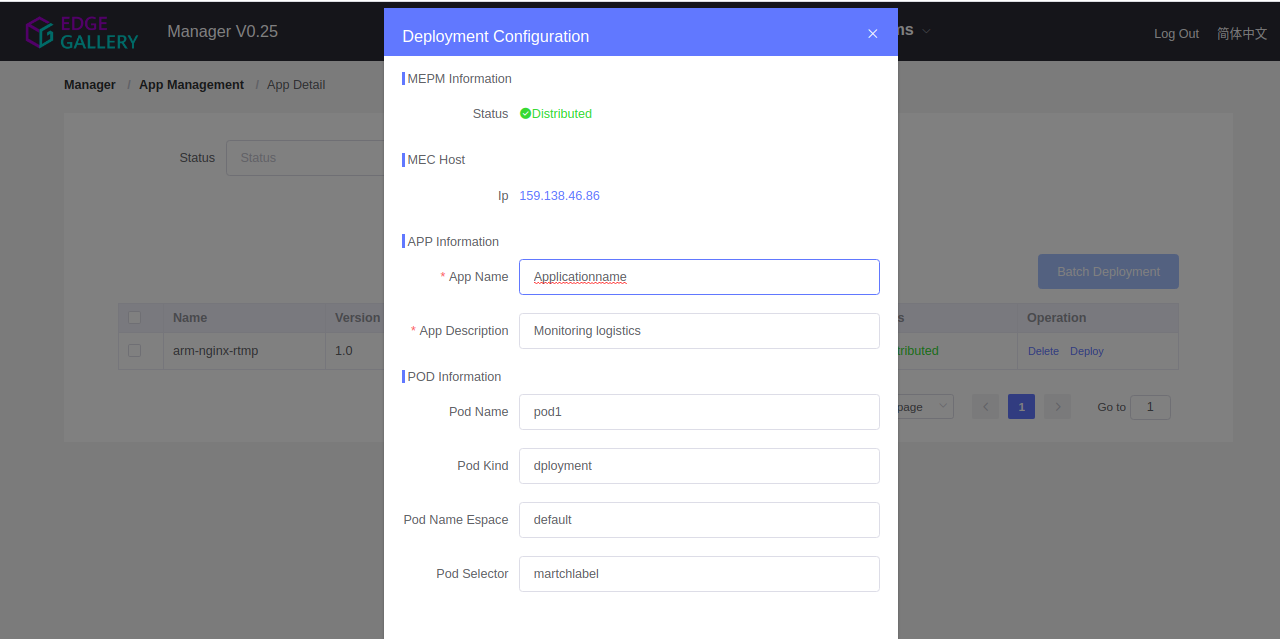 EDGE GALLERY
Manager V0.25
Deployment Configuration
ms
Log Out 简体中文
Manager / App Management / App Detail
MEPM Information
Status Distributed
Status Status
MEC Host
Ip 159.138.46.86
APP Information
* App Name Applicationname
Batch Deployment
* App Description Monitoring logistics
Name Version s Operation
arm-nginx-rtmp 1.0 tributed Delete Deploy
POD Information
Pod Name pod1
page 1 Go to 1
Pod Kind dployment
Pod Name Espace default
Pod Selector martchlabel